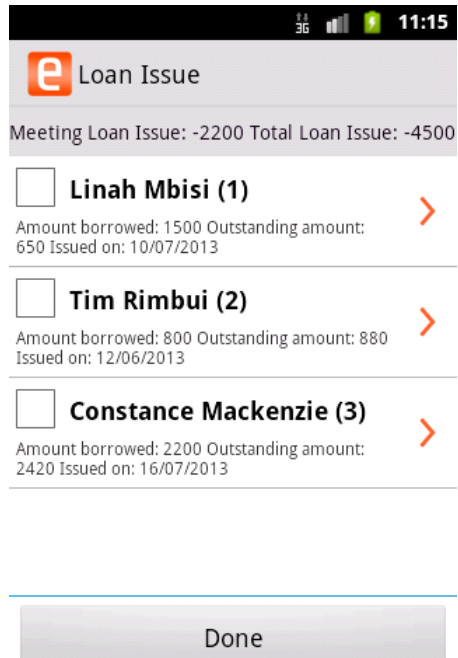 3G 11:15
e Loan Issue
Meeting Loan Issue: -2200 Total Loan Issue: -4500
Linah Mbisi (1)
Amount borrowed: 1500 Outstanding amount:
650 Issued on: 10/07/2013
Tim Rimbui (2)
Amount borrowed: 800 Outstanding amount: 880
Issued on: 12/06/2013
Constance Mackenzie (3)
Amount borrowed: 2200 Outstanding amount:
2420 Issued on: 16/07/2013
Done